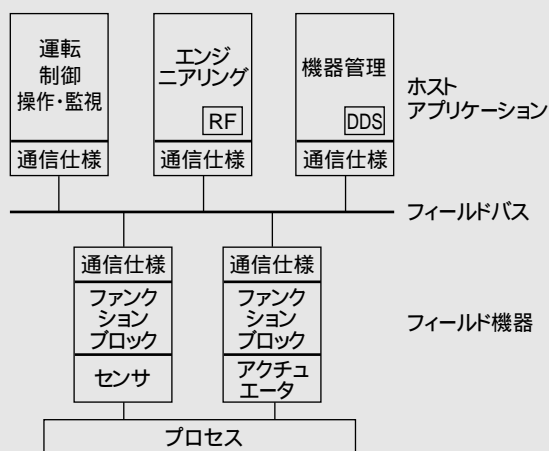 運転
制御
操作・監視
通信仕様
エンジ
ニアリング
RF
通信仕様
機器管理
DDS
通信仕様
ホスト
アプリケーション
フィールドバス
通信仕様
ファンク
ション
ブロック
センサ
通信仕様
ファンク
ション
ブロック
アクチュ
エータ
フィールド機器
プロセス